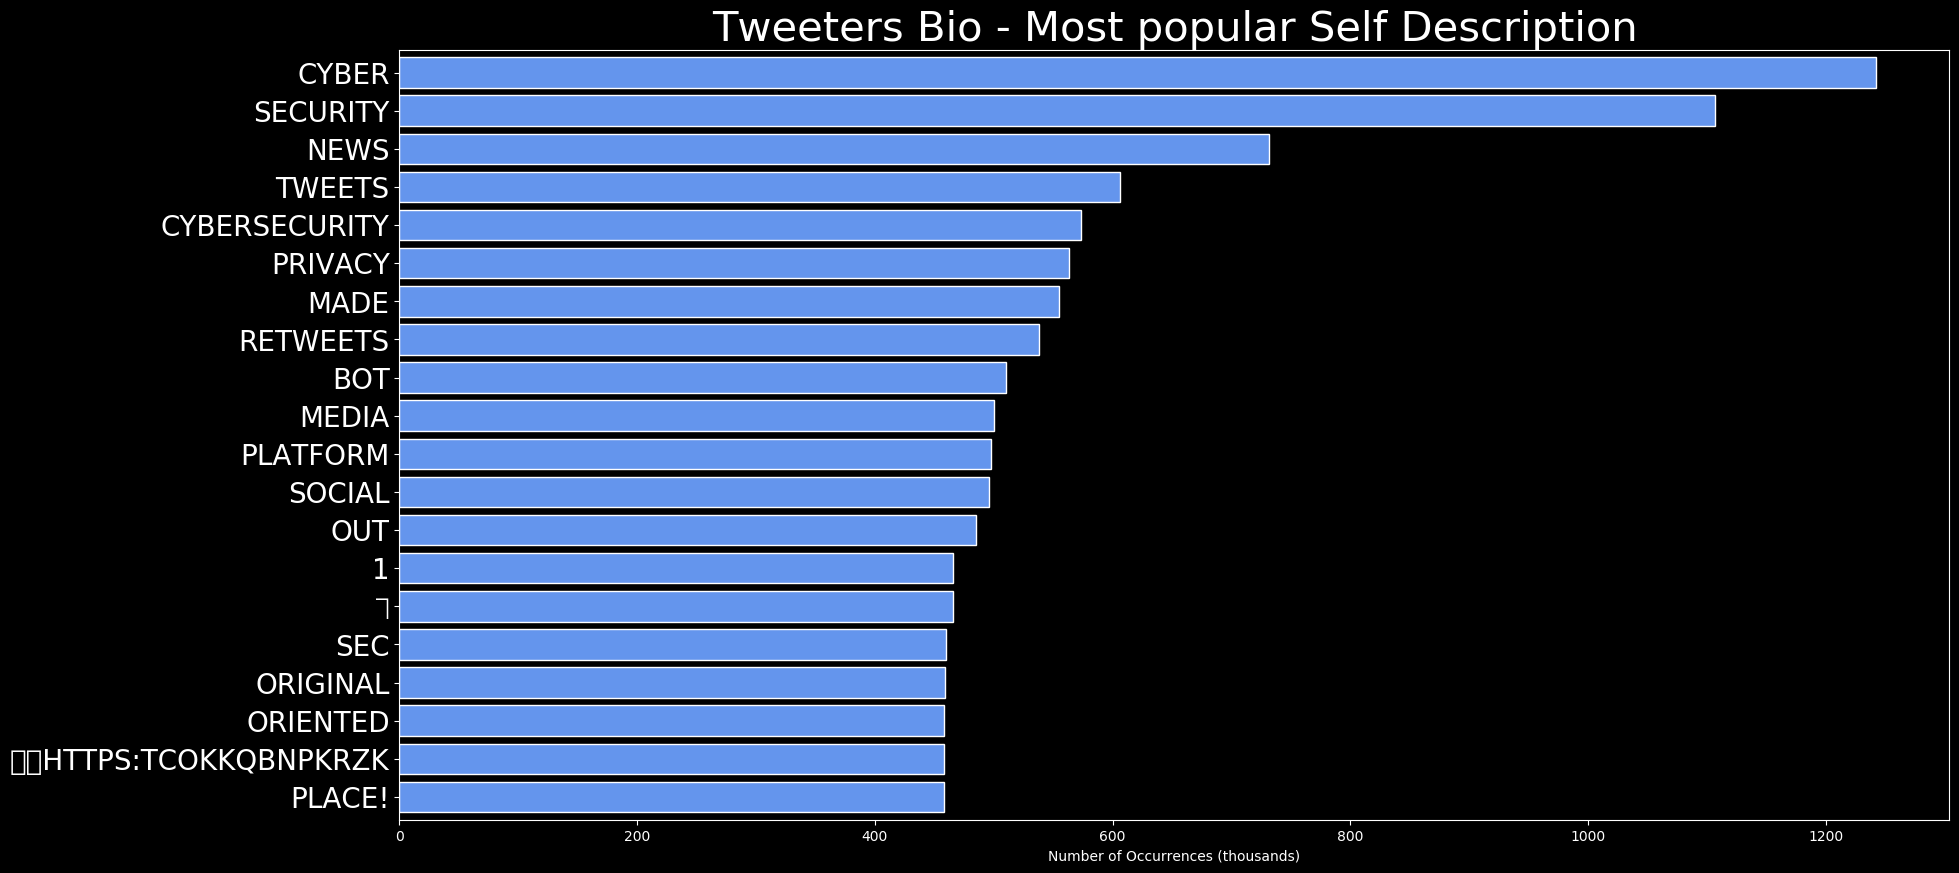 Tweeters Bio - Most popular Self Description
CYBER
SECURITY
NEWS
TWEETS
CYBERSECURITY
PRIVACY
MADE
RETWEETS
BOT
MEDIA
PLATFORM
SOCIAL
OUT
1
SEC
ORIGINAL
ORIENTED
HTTPS:TCOKKQBNPKRZK
PLACE!
0 200 400 600 800 1000 1200
Number of Occurrences (thousands)